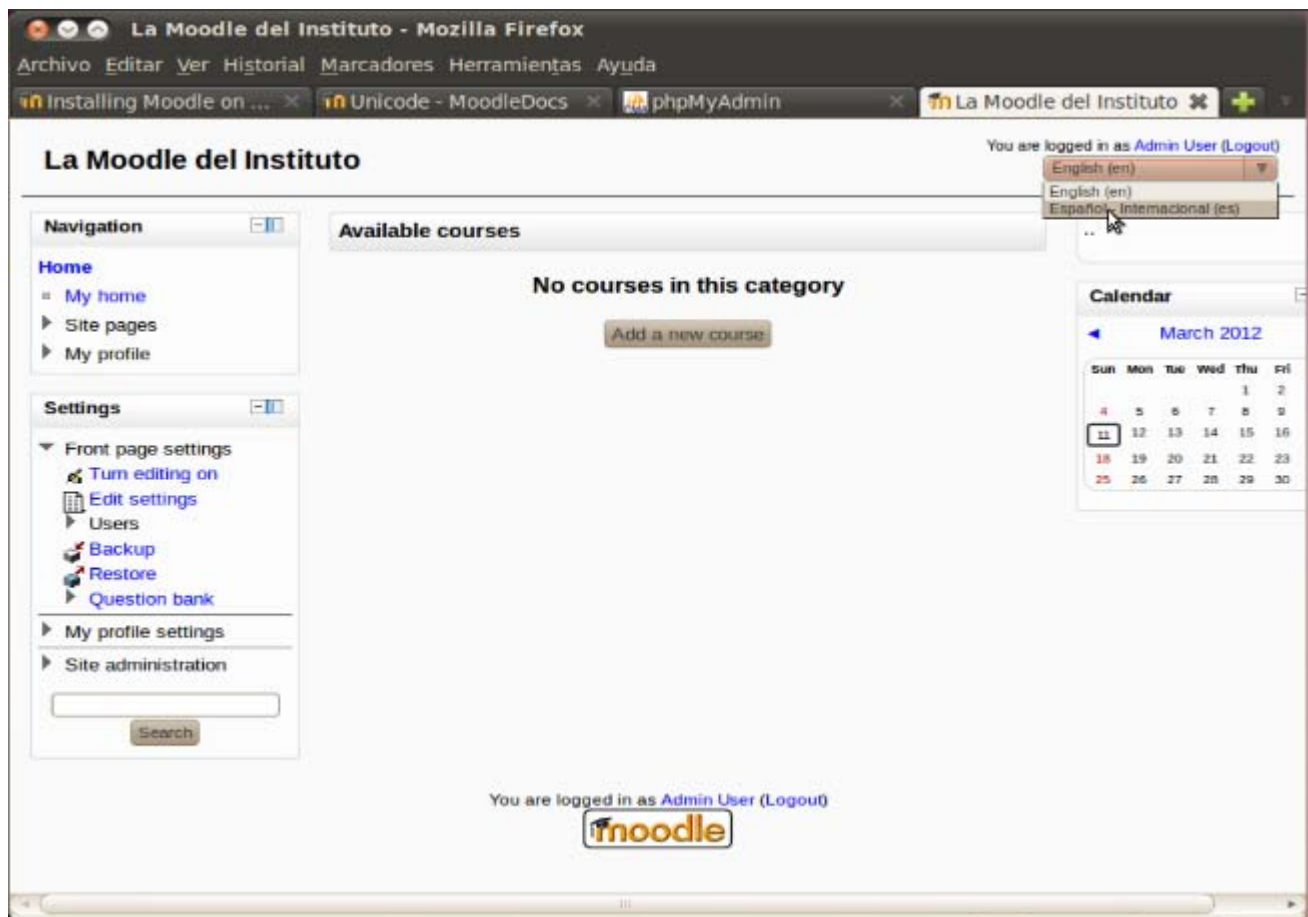 La Moodle del Instituto - Mozilla Firefox
Archivo Editar Ver Historial Marcadores Herramientas Ayuda
Installing Moodle on ... Unicode - MoodleDocs phpMyAdmin La Moodle del Instituto
La Moodle del Instituto
You are logged in as Admin User (Logout)
English (en)
English (en)
Español - Internacional (es)
Navigation
Home
My home
Site pages
My profile
Settings
Front page settings
Turn editing on
Edit settings
Users
Backup
Restore
Question bank
My profile settings
Site administration
Search
Available courses
No courses in this category
Add a new course
..
Calendar
◄ March 2012
Sun Mon Tue Wed Thu Fri
1 2
4 5 6 7 8 9
11 12 13 14 15 16
18 19 20 21 22 23
25 26 27 28 29 30
You are logged in as Admin User (Logout)
moodle